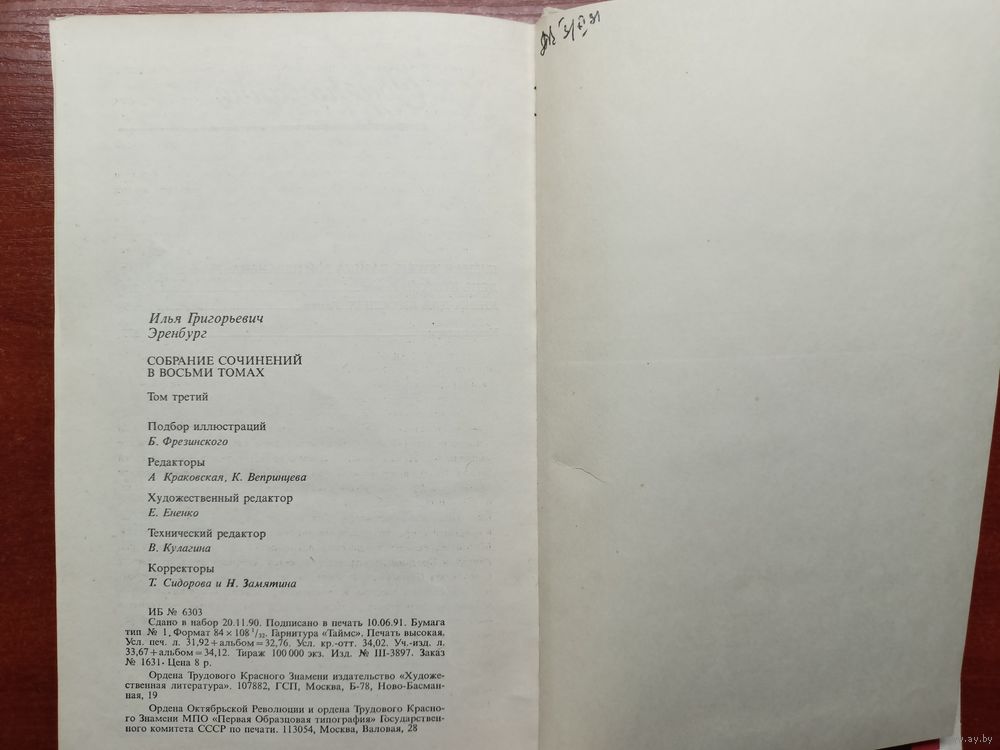 Илья Григорьевич
Эренбург
СОБРАНИЕ СОЧИНЕНИЙ
В ВОСЬМИ ТОМАХ
Том третий
Подбор иллюстраций
Б. Фрезинского
Редакторы
А Краковская, К. Вепринцева
Художественный редактор
Е. Ененко
Технический редактор
В. Кулагина
Корректоры
Т. Сидорова и Н. Замятина
ИБ № 6303
Сдано в набор 20.11.90. Подписано в печать 10.06.91. Бумага
тип № 1. Формат 84 × 108 1/32. Гарнитура «Таймс». Печать высокая.
Усл. печ. л. 31,92 + альбом = 32,76. Усл. кр.-отт. 34,02. Уч.-изд. л.
33,67 + альбом = 34,12. Тираж 100 000 экз. Изд. № III-3897. Заказ
№ 1631. Цена 8 р.
Ордена Трудового Красного Знамени издательство «Художе-
ственная литература». 107882, ГСП, Москва, Б-78, Ново-Басман-
ная, 19
Ордена Октябрьской Революции и ордена Трудового Красно-
го Знамени МПО «Первая Образцовая типография» Государствен-
ного комитета СССР по печати. 113054, Москва, Валовая, 28
ay.by